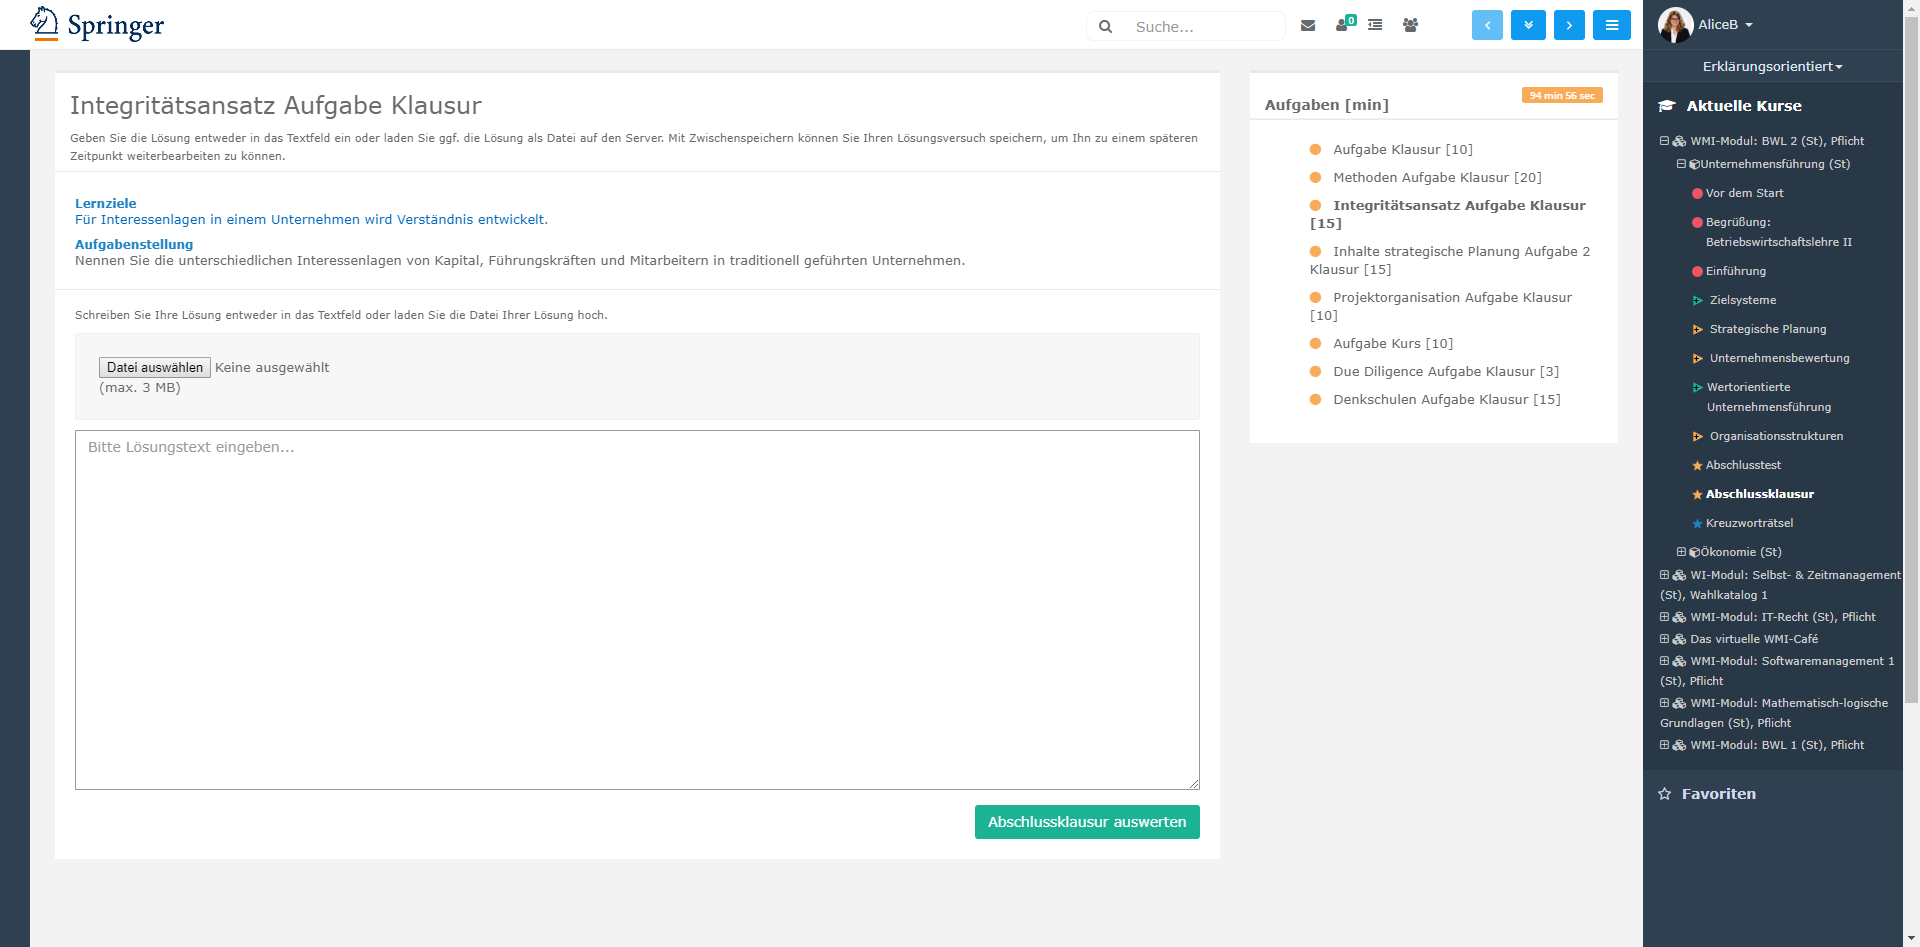 Springer
Suche...
0
AliceB
Erklärungsorientiert
Integritätsansatz Aufgabe Klausur
Geben Sie die Lösung entweder in das Textfeld ein oder laden Sie ggf. die Lösung als Datei auf den Server. Mit Zwischenspeichern können Sie Ihren Lösungsversuch speichern, um Ihn zu einem späteren
Zeitpunkt weiterbearbeiten zu können.
Lernziele
Für Interessenlagen in einem Unternehmen wird Verständnis entwickelt.
Aufgabenstellung
Nennen Sie die unterschiedlichen Interessenlagen von Kapital, Führungskräften und Mitarbeitern in traditionell geführten Unternehmen.
Schreiben Sie Ihre Lösung entweder in das Textfeld oder laden Sie die Datei Ihrer Lösung hoch.
Datei auswählen Keine ausgewählt
(max. 3 MB)
Bitte Lösungstext eingeben...
Abschlussklausur auswerten
Aufgaben [min]
94 min 56 sec
Aufgabe Klausur [10]
Methoden Aufgabe Klausur [20]
Integritätsansatz Aufgabe Klausur
[15]
Inhalte strategische Planung Aufgabe 2
Klausur [15]
Projektorganisation Aufgabe Klausur
[10]
Aufgabe Kurs [10]
Due Diligence Aufgabe Klausur [3]
Denkschulen Aufgabe Klausur [15]
Aktuelle Kurse
WMI-Modul: BWL 2 (St), Pflicht
Unternehmensführung (St)
Vor dem Start
Begrüßung:
Betriebswirtschaftslehre II
Einführung
Zielsysteme
Strategische Planung
Unternehmensbewertung
Wertorientierte
Unternehmensführung
Organisationsstrukturen
Abschlusstest
Abschlussklausur
Kreuzworträtsel
Ökonomie (St)
WI-Modul: Selbst- & Zeitmanagement
(St), Wahlkatalog 1
WMI-Modul: IT-Recht (St), Pflicht
Das virtuelle WMI-Café
WMI-Modul: Softwaremanagement 1
(St), Pflicht
WMI-Modul: Mathematisch-logische
Grundlagen (St), Pflicht
WMI-Modul: BWL 1 (St), Pflicht
Favoriten